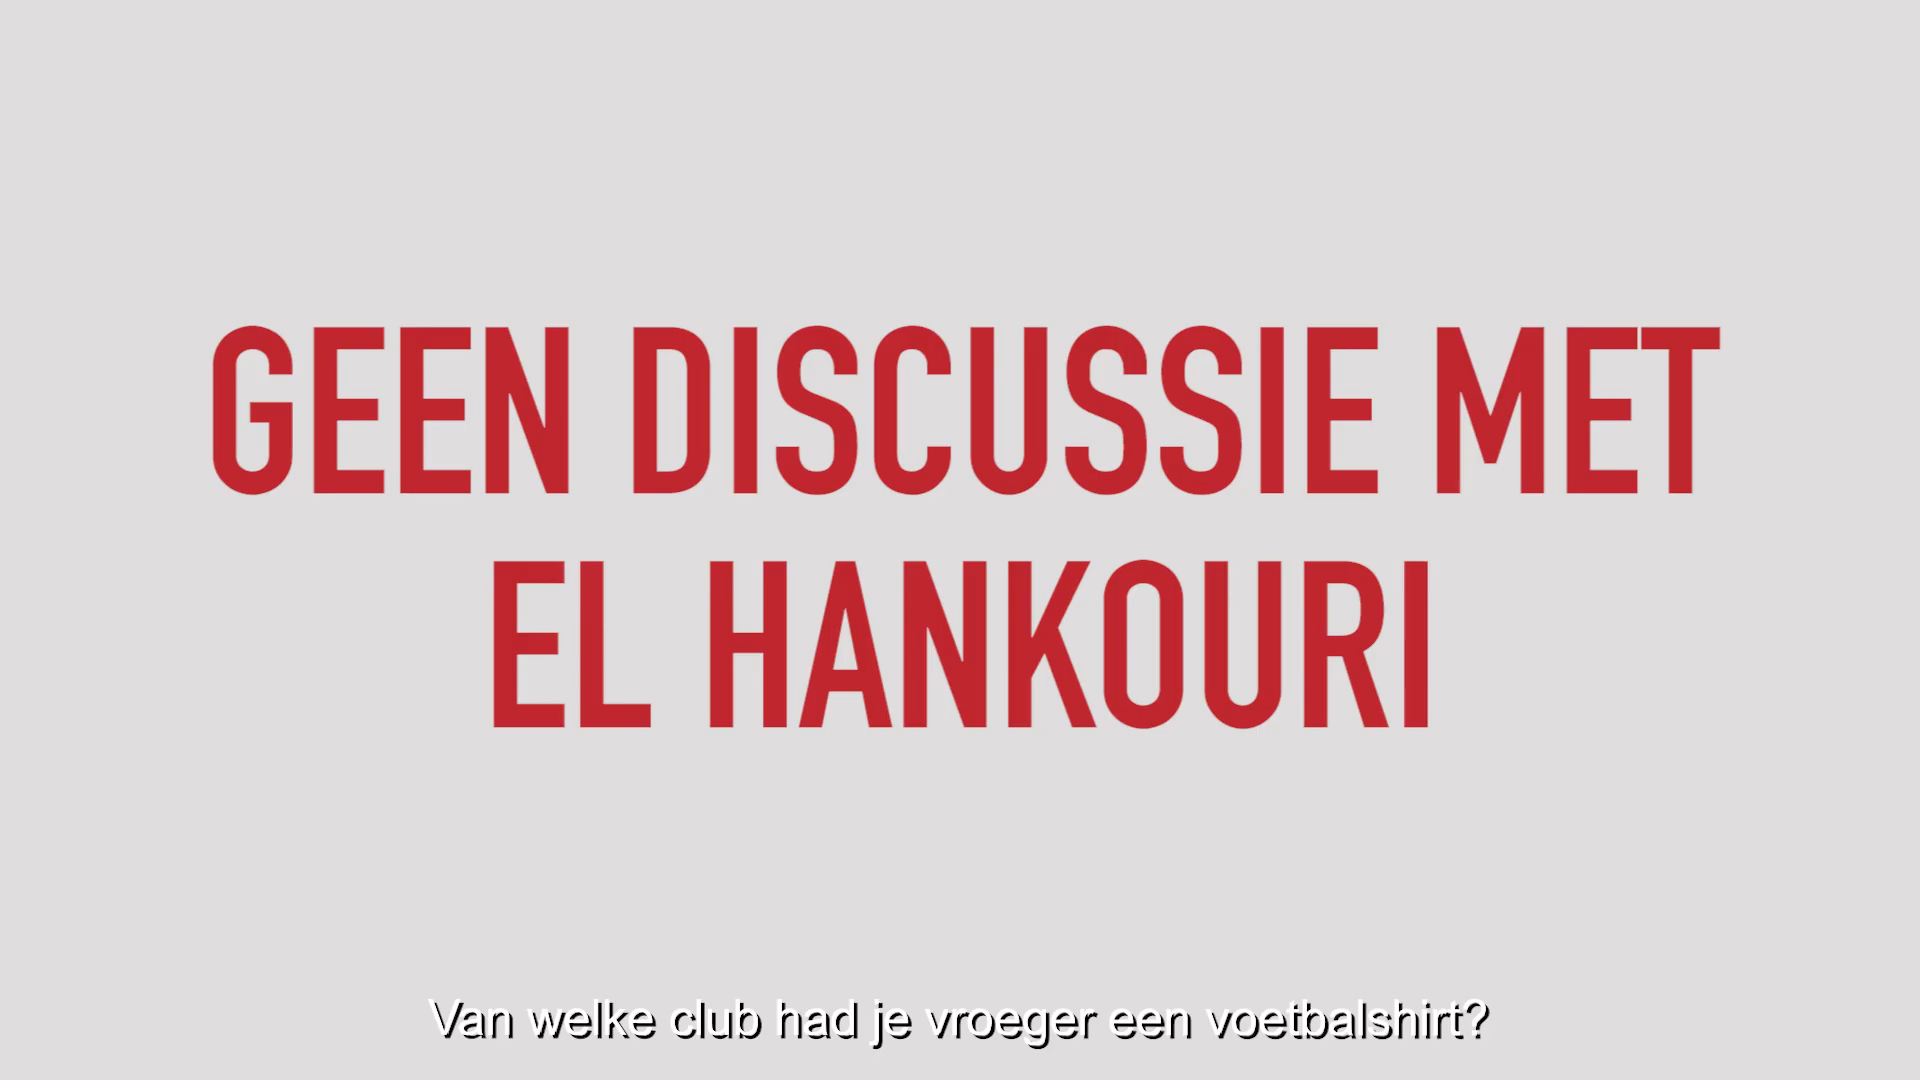 GEEN DISCUSSIE MET
EL HANKOURI
Van welke club had je vroeger een voetbalshirt?